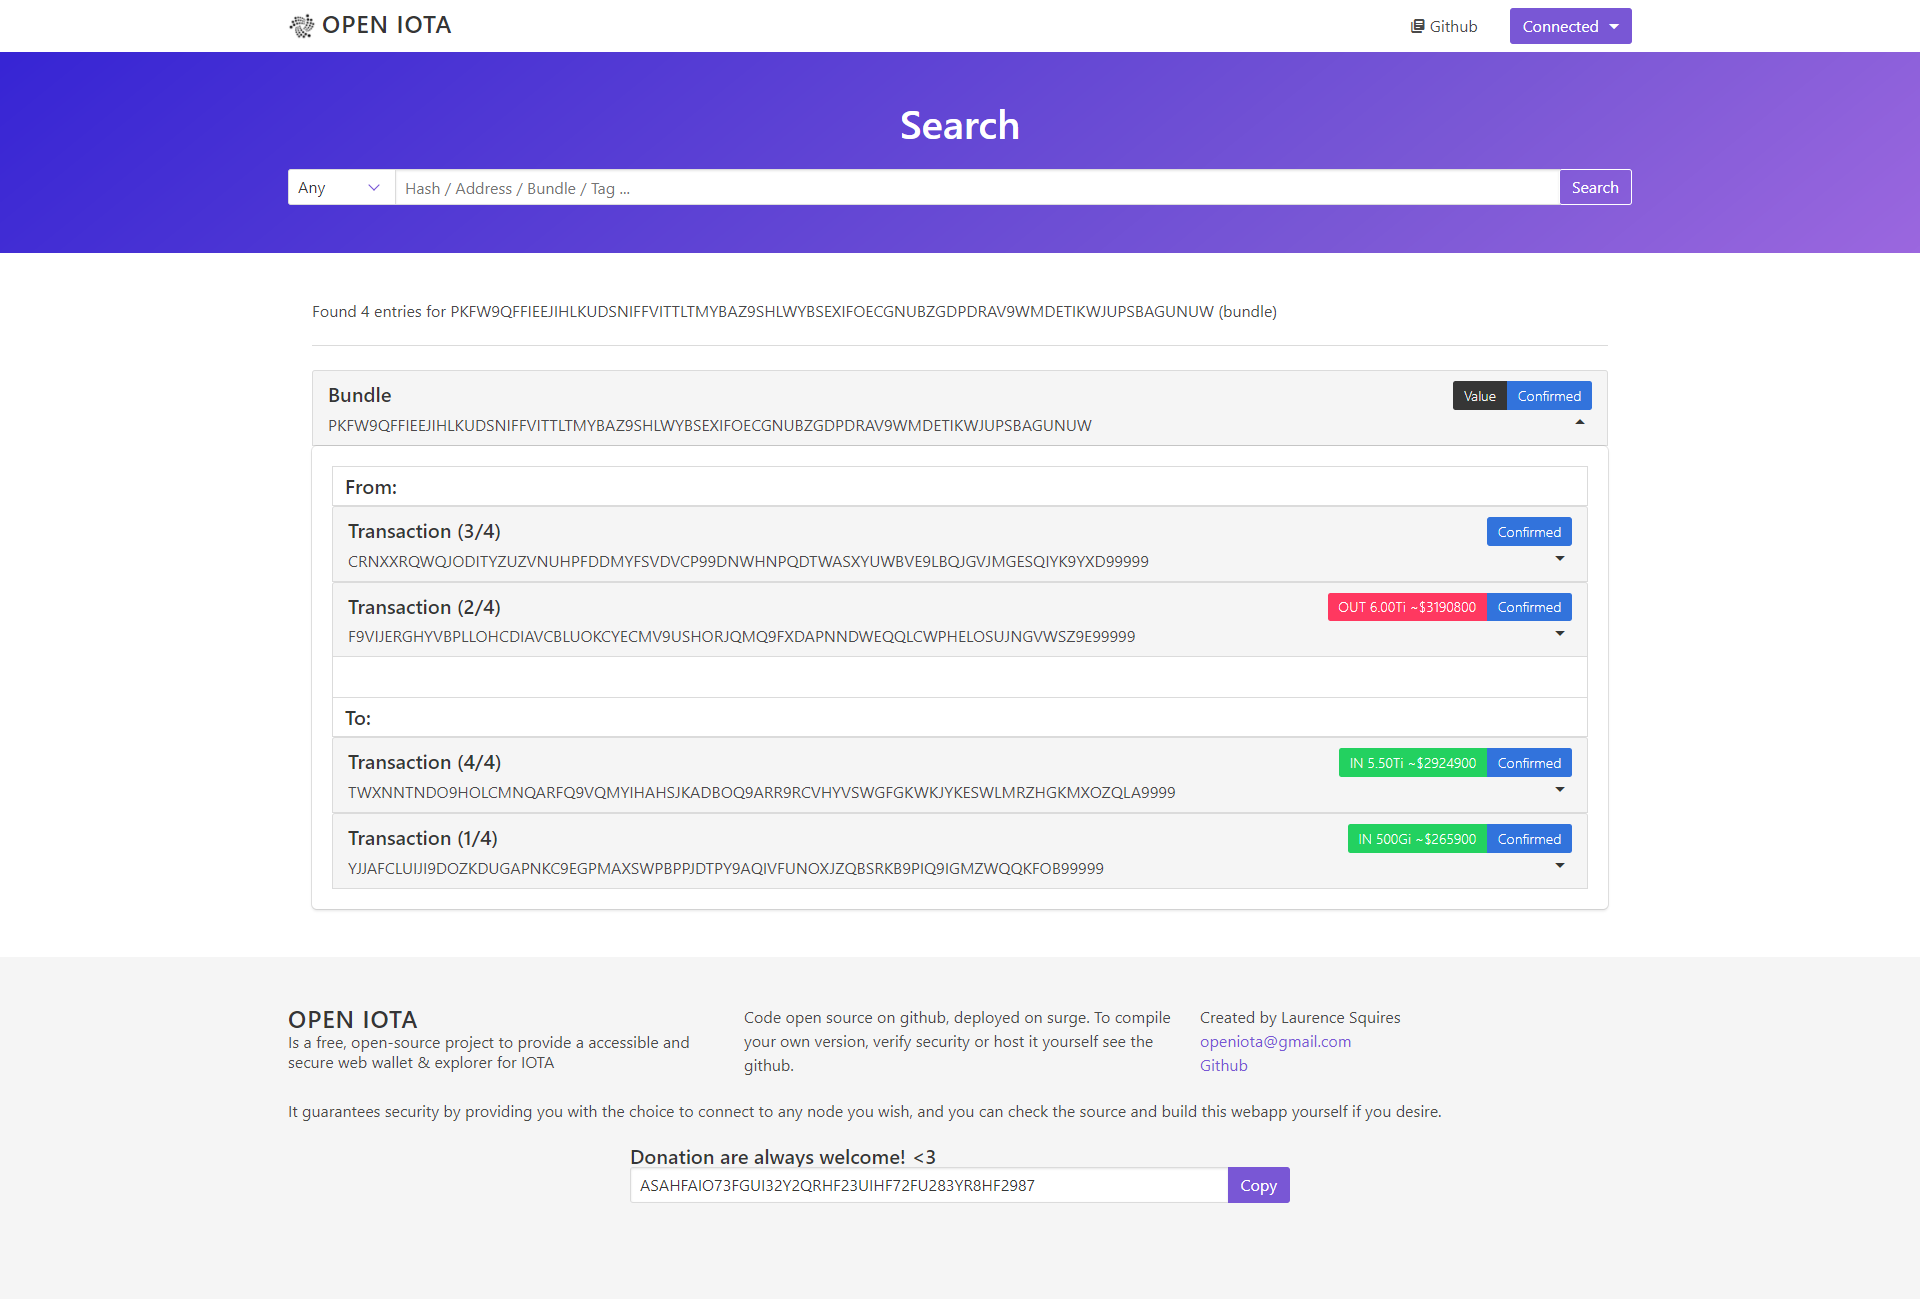 OPEN IOTA
Github
Connected
Search
Any
Hash / Address / Bundle / Tag ...
Search
Found 4 entries for PKFW9QFFIEEJIHLKUDSNIFFVITTLTMYBAZ9SHLWYBSEXIFOECGNUBZGDPDRAV9WMDETIKWJUPSBAGUNUW (bundle)
Bundle
Value
Confirmed
PKFW9QFFIEEJIHLKUDSNIFFVITTLTMYBAZ9SHLWYBSEXIFOECGNUBZGDPDRAV9WMDETIKWJUPSBAGUNUW
From:
Transaction (3/4)
Confirmed
CRNXXRQWQJODITYZUZVNUHPFDDMYFSVDVCP99DNWHNPQDTWASXYUWBVE9LBQJGVJMGESQIYK9YXD99999
Transaction (2/4)
OUT 6.00Ti ~$3190800
Confirmed
F9VIJERGHYVBPLLOHCDIAVCBLUOKCYECMV9USHORJQMQ9FXDAPNNDWEQQLCWPHELOSUJNGVWSZ9E99999
To:
Transaction (4/4)
IN 5.50Ti ~$2924900
Confirmed
TWXNNTNDO9HOLCMNQARFQ9VQMYIHAHSJKADBOQ9ARR9RCVHYVSWGFGKWKJYKESWLMRZHGKMXOZQLA9999
Transaction (1/4)
IN 500Gi ~$265900
Confirmed
YJJAFCLUIJI9DOZKDUGAPNKC9EGPMAXSWPBPPJDTPY9AQIVFUNOXJZQBSRKB9PIQ9IGMZWQQKFOB99999
OPEN IOTA
Is a free, open-source project to provide a accessible and
secure web wallet & explorer for IOTA
Code open source on github, deployed on surge. To compile
your own version, verify security or host it yourself see the
github.
Created by Laurence Squires
openiota@gmail.com
Github
It guarantees security by providing you with the choice to connect to any node you wish, and you can check the source and build this webapp yourself if you desire.
Donation are always welcome! <3
ASAHFAIO73FGUI32Y2QRHF23UIHF72FU283YR8HF2987
Copy